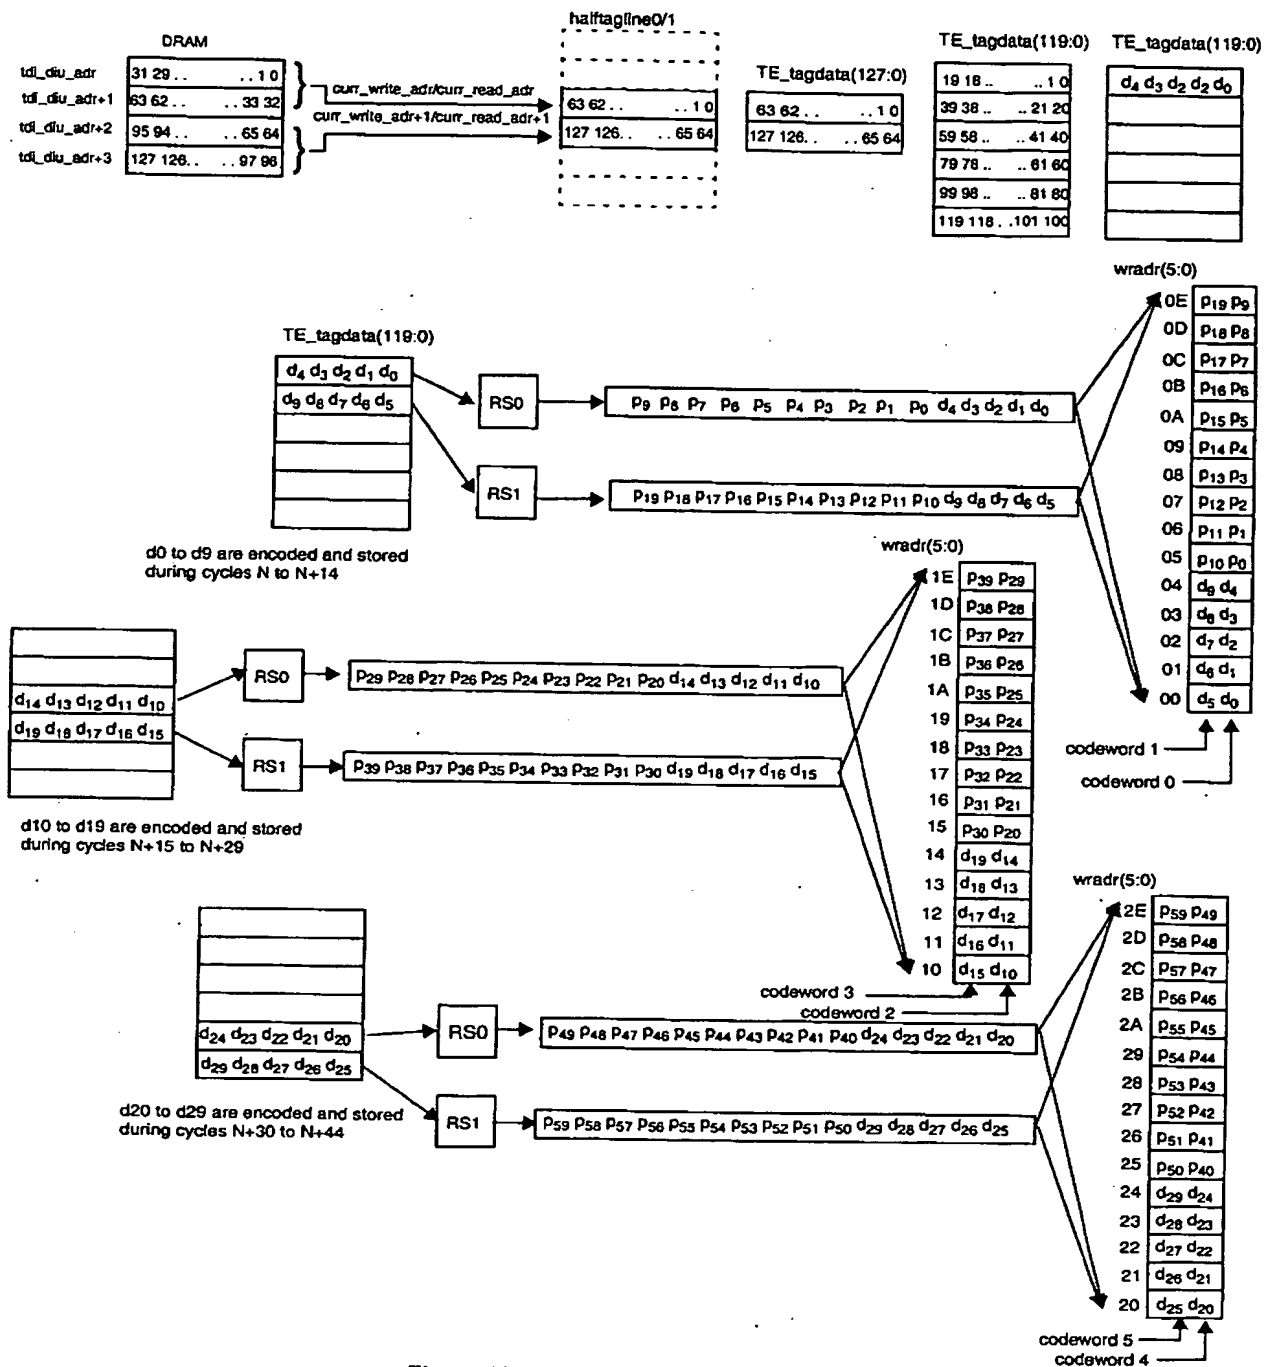 halftagline0/1
DRAM
TE_tagdata(119:0)
TE_tagdata(119:0)
TE_tagdata(127:0)
tdi_diu_adr
31 29 . . . . 1 0
tdi_diu_adr+1
63 62 . . . . 33 32
tdi_diu_adr+2
95 94 . . . . 65 64
tdi_diu_adr+3
127 126 . . . . 97 96
curr_write_adr/curr_read_adr
curr_write_adr+1/curr_read_adr+1
63 62 . . . . 1 0
127 126 . . . . 65 64
63 62 . . . . 1 0
127 126 . . . . 65 64
19 18 . . . . 1 0
39 38 . . . . 21 20
59 58 . . . . 41 40
79 78 . . . . 61 60
99 98 . . . . 81 80
119 118 . . 101 100
d4 d3 d2 d2 d0
wradr(5:0)
0E p19 p9
0D p18 p8
0C p17 p7
0B p16 p6
0A p15 p5
09 p14 p4
08 p13 p3
07 p12 p2
06 p11 p1
05 p10 p0
04 d9 d4
03 d8 d3
02 d7 d2
01 d6 d1
00 d5 d0
codeword 1
codeword 0
TE_tagdata(119:0)
d4 d3 d2 d1 d0
d9 d8 d7 d6 d5
RS0
p9 p8 p7 p6 p5 p4 p3 p2 p1 p0 d4 d3 d2 d1 d0
RS1
p19 p18 p17 p16 p15 p14 p13 p12 p11 p10 d9 d8 d7 d6 d5
d0 to d9 are encoded and stored
during cycles N to N+14
wradr(5:0)
1E p39 p29
1D p38 p28
1C p37 p27
1B p36 p26
1A p35 p25
19 p34 p24
18 p33 p23
17 p32 p22
16 p31 p21
15 p30 p20
14 d19 d14
13 d18 d13
12 d17 d12
11 d16 d11
10 d15 d10
codeword 3
codeword 2
d14 d13 d12 d11 d10
d19 d18 d17 d16 d15
RS0
p29 p28 p27 p26 p25 p24 p23 p22 p21 p20 d14 d13 d12 d11 d10
RS1
p39 p38 p37 p36 p35 p34 p33 p32 p31 p30 d19 d18 d17 d16 d15
d10 to d19 are encoded and stored
during cycles N+15 to N+29
wradr(5:0)
2E p59 p49
2D p58 p48
2C p57 p47
2B p56 p46
2A p55 p45
29 p54 p44
28 p53 p43
27 p52 p42
26 p51 p41
25 p50 p40
24 d29 d24
23 d28 d23
22 d27 d22
21 d26 d21
20 d25 d20
codeword 5
codeword 4
d24 d23 d22 d21 d20
d29 d28 d27 d26 d25
RS0
p49 p48 p47 p46 p45 p44 p43 p42 p41 p40 d24 d23 d22 d21 d20
RS1
p59 p58 p57 p56 p55 p54 p53 p52 p51 p50 d29 d28 d27 d26 d25
d20 to d29 are encoded and stored
during cycles N+30 to N+44